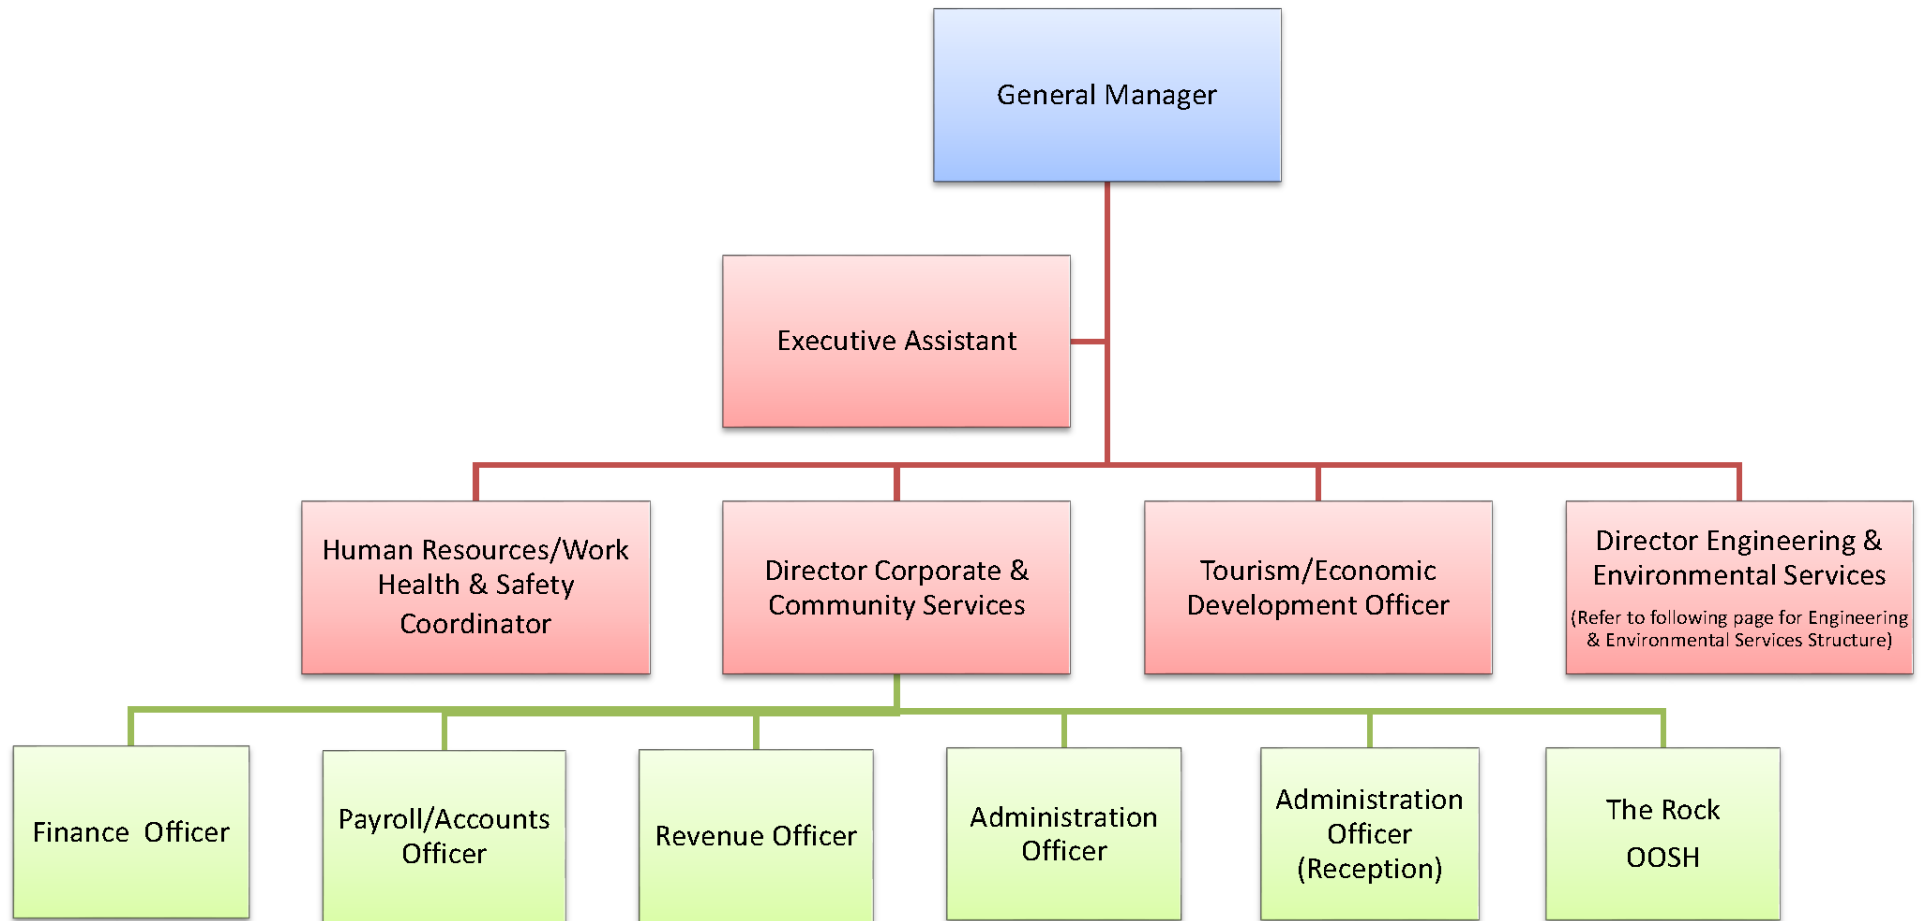 General Manager
Executive Assistant
Human Resources/Work
Health & Safety
Coordinator
Director Corporate &
Community Services
Tourism/Economic
Development Officer
Director Engineering &
Environmental Services
(Refer to following page for Engineering
& Environmental Services Structure)
Finance  Officer
Payroll/Accounts
Officer
Revenue Officer
Administration
Officer
Administration
Officer
(Reception)
The Rock
OOSH